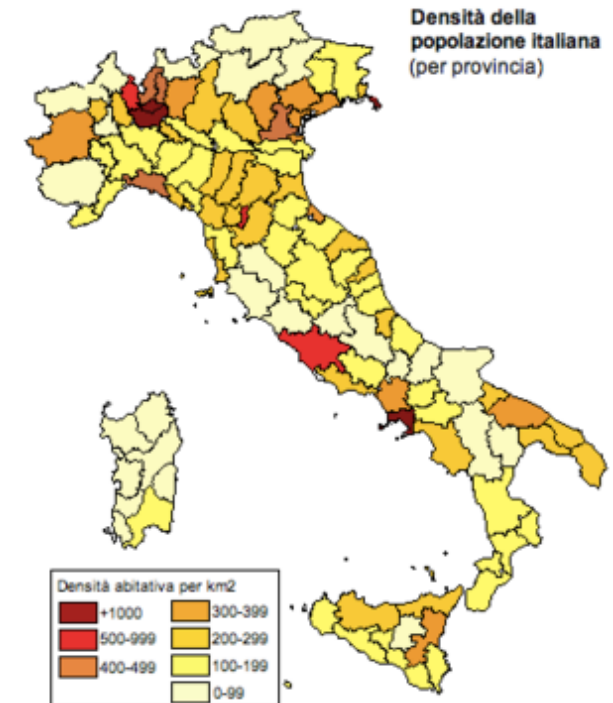 Densità della
popolazione italiana
(per provincia)
Densità abitativa per km2
+1000
500-999
400-499
300-399
200-299
100-199
0-99